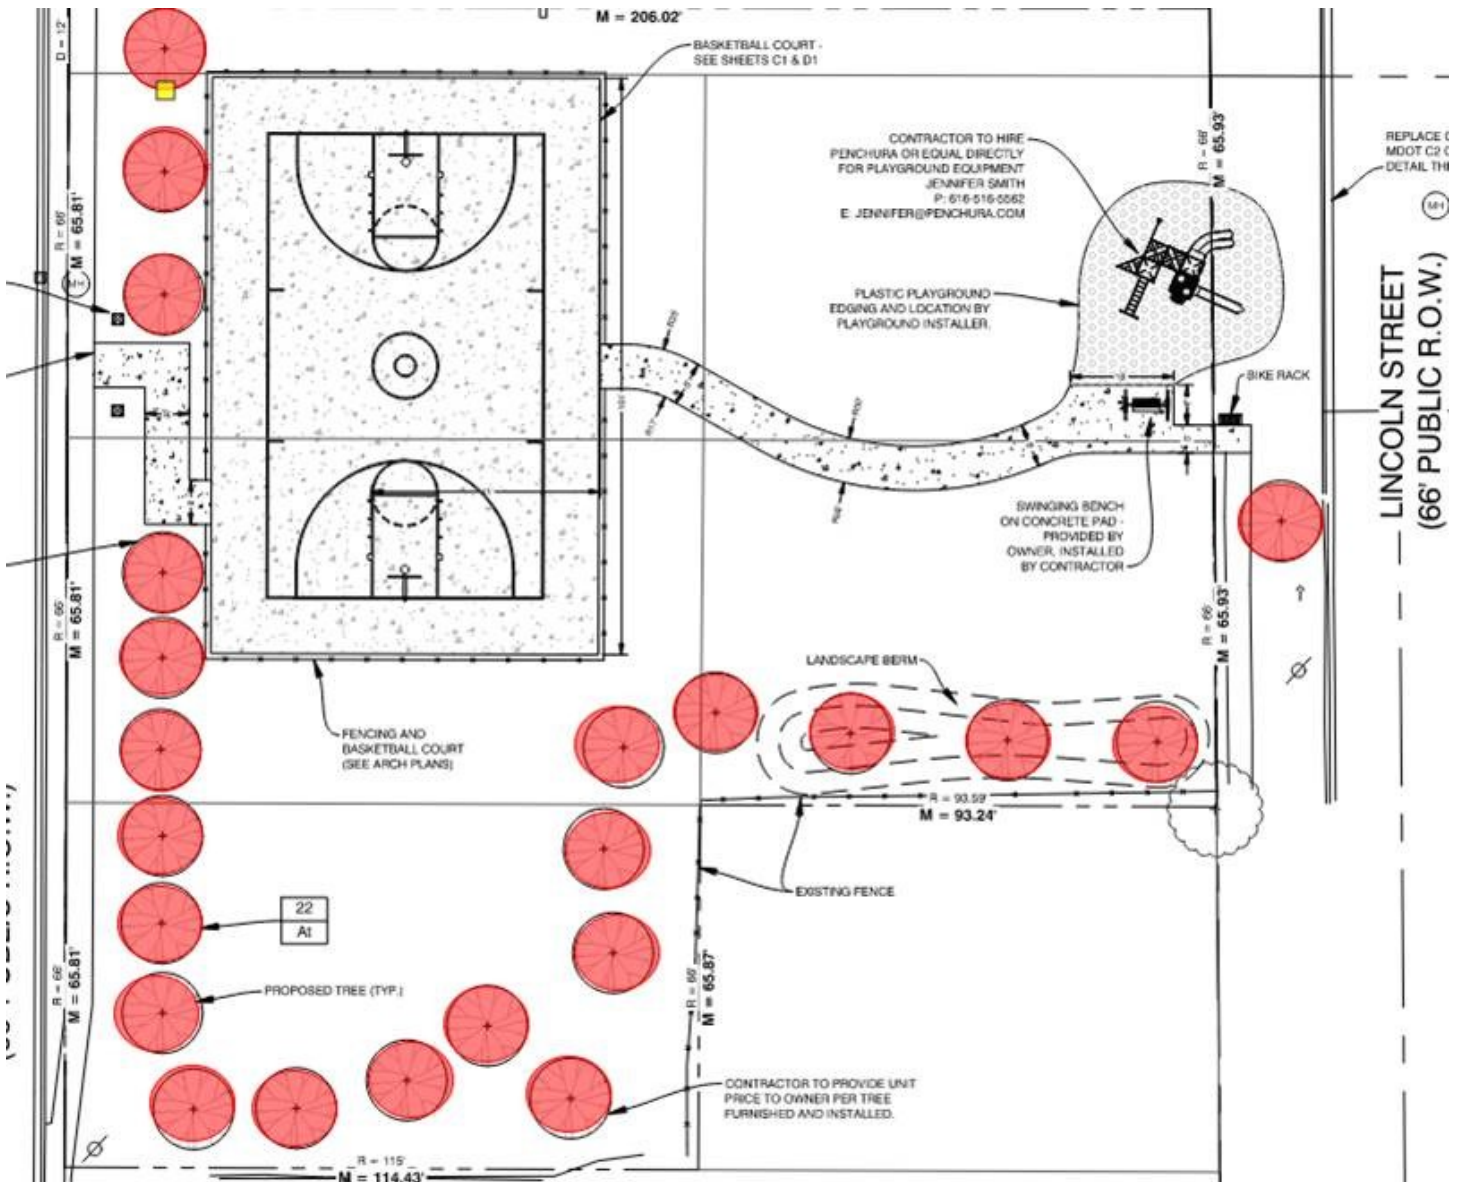 M = 206.02'
D = 12'
BASKETBALL COURT -
SEE SHEETS C1 & D1
CONTRACTOR TO HIRE
PENCHURA OR EQUAL DIRECTLY
FOR PLAYGROUND EQUIPMENT
JENNIFER SMITH
P: 616-516-5562
E: JENNIFER@PENCHURA.COM
R = 66'
M = 65.93'
REPLACE
MDOT C2
DETAIL
MH
R = 66'
M = 65.81'
MH
PLASTIC PLAYGROUND
EDGING AND LOCATION BY
PLAYGROUND INSTALLER.
LINCOLN STREET
(66' PUBLIC R.O.W.)
BIKE RACK
SWINGING BENCH
ON CONCRETE PAD -
PROVIDED BY
OWNER, INSTALLED
BY CONTRACTOR
R = 66'
M = 65.81'
R = 66'
M = 65.93'
LANDSCAPE BERM
FENCING AND
BASKETBALL COURT
(SEE ARCH PLANS)
R = 93.59'
M = 93.24'
EXISTING FENCE
22
At
R = 66'
M = 65.81'
R = 66'
M = 65.87'
PROPOSED TREE (TYP.)
CONTRACTOR TO PROVIDE UNIT
PRICE TO OWNER PER TREE
FURNISHED AND INSTALLED.
R = 115'
M = 114.43'